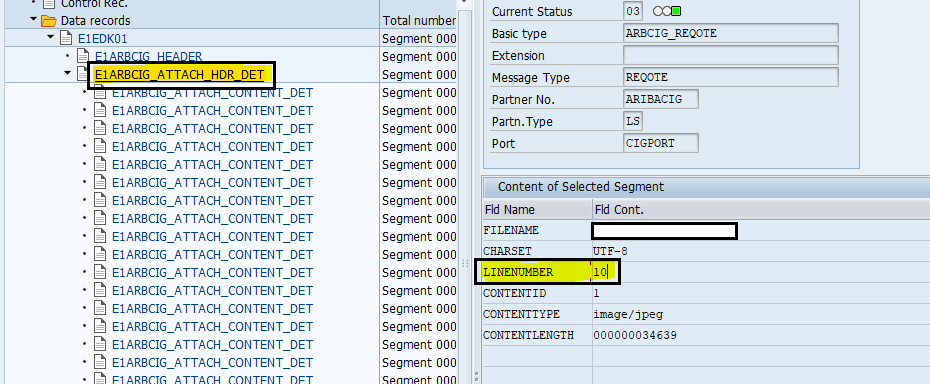 Control Rec.
Data records
Total number
E1EDK01
Segment 000
E1ARBCIG_HEADER
Segment 000
E1ARBCIG_ATTACH_HDR_DET
Segment 000
E1ARBCIG_ATTACH_CONTENT_DET
Segment 000
E1ARBCIG_ATTACH_CONTENT_DET
Segment 000
E1ARBCIG_ATTACH_CONTENT_DET
Segment 000
E1ARBCIG_ATTACH_CONTENT_DET
Segment 000
E1ARBCIG_ATTACH_CONTENT_DET
Segment 000
E1ARBCIG_ATTACH_CONTENT_DET
Segment 000
E1ARBCIG_ATTACH_CONTENT_DET
Segment 000
E1ARBCIG_ATTACH_CONTENT_DET
Segment 000
E1ARBCIG_ATTACH_CONTENT_DET
Segment 000
E1ARBCIG_ATTACH_CONTENT_DET
Segment 000
E1ARBCIG_ATTACH_CONTENT_DET
Segment 000
E1ARBCIG_ATTACH_CONTENT_DET
Segment 000
E1ARBCIG_ATTACH_CONTENT_DET
Segment 000
E1ARBCIG_ATTACH_CONTENT_DET
Segment 000
E1ARBCIG_ATTACH_CONTENT_DET
Segment 000
E1ARBCIG_ATTACH_CONTENT_DET
Segment 000
E1ARBCIG_ATTACH_CONTENT_DET
Segment 000
Current Status 03
Basic type ARBCIG_REQOTE
Extension
Message Type REQOTE
Partner No. ARIBACIG
Partn.Type LS
Port CIGPORT
Content of Selected Segment
Fld Name Fld Cont.
FILENAME
CHARSET UTF-8
LINENUMBER 10
CONTENTID 1
CONTENTTYPE image/jpeg
CONTENTLENGTH 000000034639